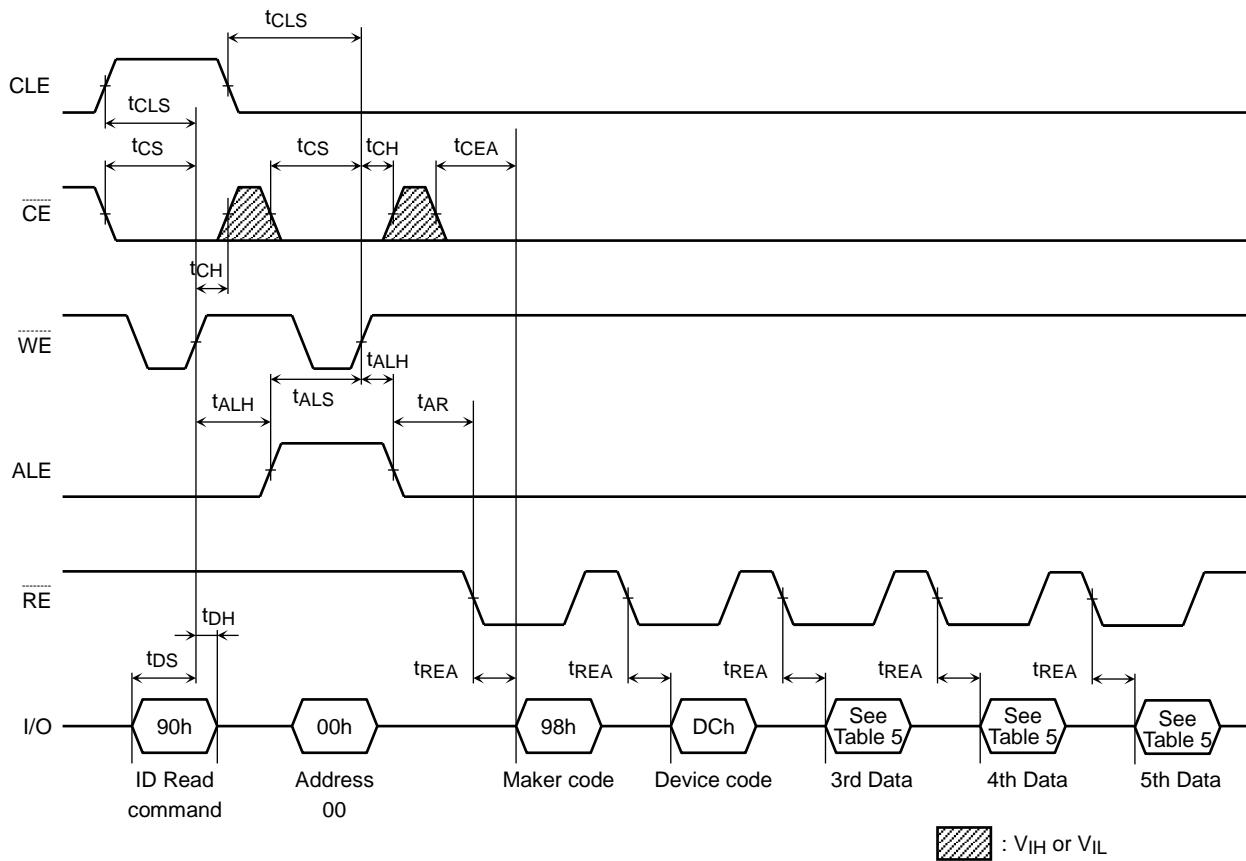 tCLS
CLE
tCLS
tCS
tCS
tCH
tCEA
CE
tCH
WE
tALH
tALH
tALS
tAR
ALE
RE
tDH
tDS
tREA
tREA
tREA
tREA
tREA
I/O
90h
00h
98h
DCh
See
Table 5
See
Table 5
See
Table 5
ID Read
command
Address
00
Maker code
Device code
3rd Data
4th Data
5th Data
: VIH or VIL